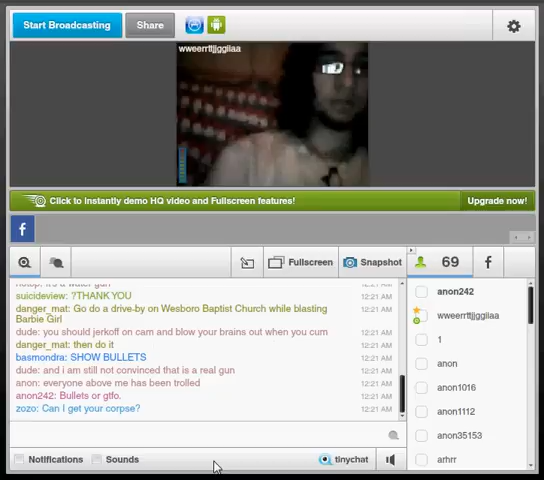 Start Broadcasting
Share
wweerrttjjggiiaa
Click to instantly demo HQ video and Fullscreen features!
Upgrade now!
Fullscreen
Snapshot
69
12:21 AM
suicideview: ?THANK YOU 12:21 AM
danger_mat: Go do a drive-by on Wesboro Baptist Church while blasting 12:21 AM
Barbie Girl
dude: you should jerkoff on cam and blow your brains out when you cum 12:21 AM
danger_mat: then do it 12:21 AM
basmondra: SHOW BULLETS 12:21 AM
dude: and i am still not convinced that is a real gun 12:21 AM
anon: everyone above me has been trolled 12:21 AM
anon242: Bullets or gtfo. 12:21 AM
zozo: Can I get your corpse? 12:21 AM
anon242
wweerrttjjggiiaa
1
anon
anon1016
anon1112
anon35153
arhrr
Notifications
Sounds
tinychat